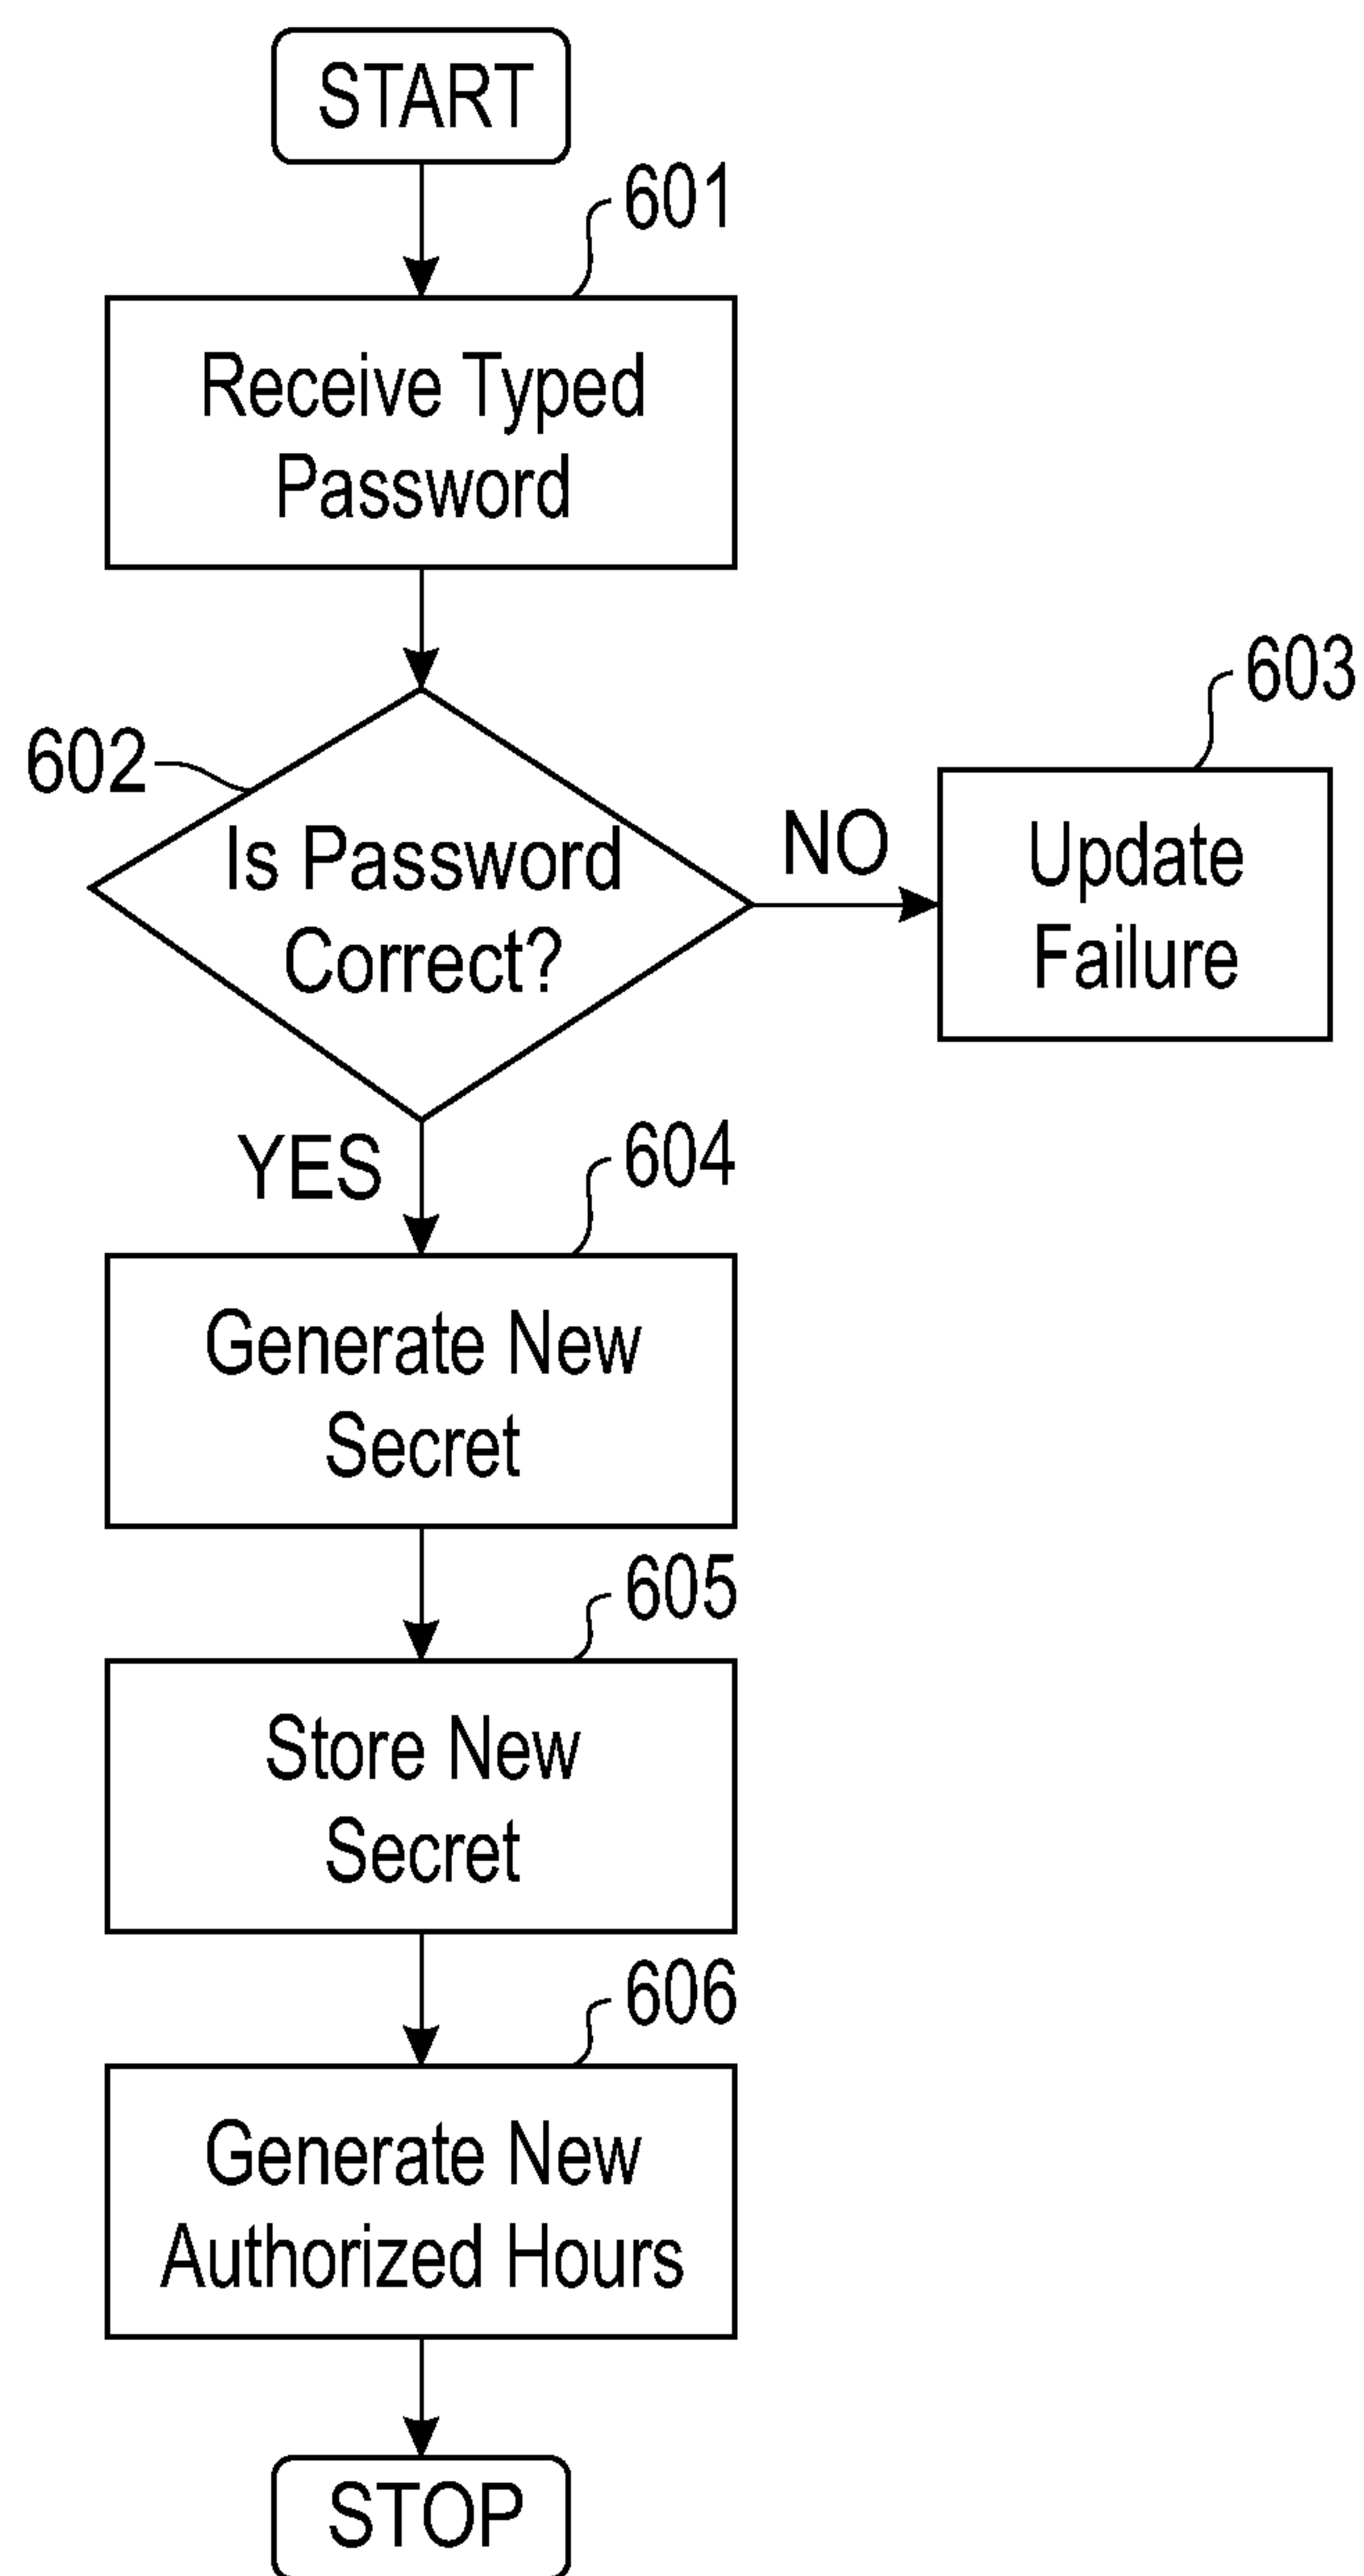 START
601
Receive Typed
Password
602
Is Password
Correct?
NO
603
Update
Failure
YES
604
Generate New
Secret
605
Store New
Secret
606
Generate New
Authorized Hours
STOP